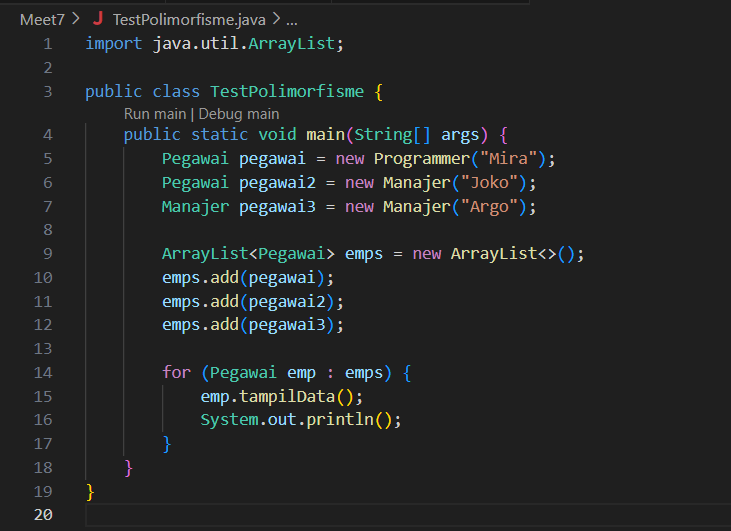 Meet7 > J TestPolimorfisme.java > ...
1 import java.util.ArrayList;
2
3 public class TestPolimorfisme {
Run main | Debug main
4 public static void main(String[] args) {
5 Pegawai pegawai = new Programmer("Mira");
6 Pegawai pegawai2 = new Manajer("Joko");
7 Manajer pegawai3 = new Manajer("Argo");
8
9 ArrayList<Pegawai> emps = new ArrayList<>();
10 emps.add(pegawai);
11 emps.add(pegawai2);
12 emps.add(pegawai3);
13
14 for (Pegawai emp : emps) {
15 emp.tampilData();
16 System.out.println();
17 }
18 }
19 }
20